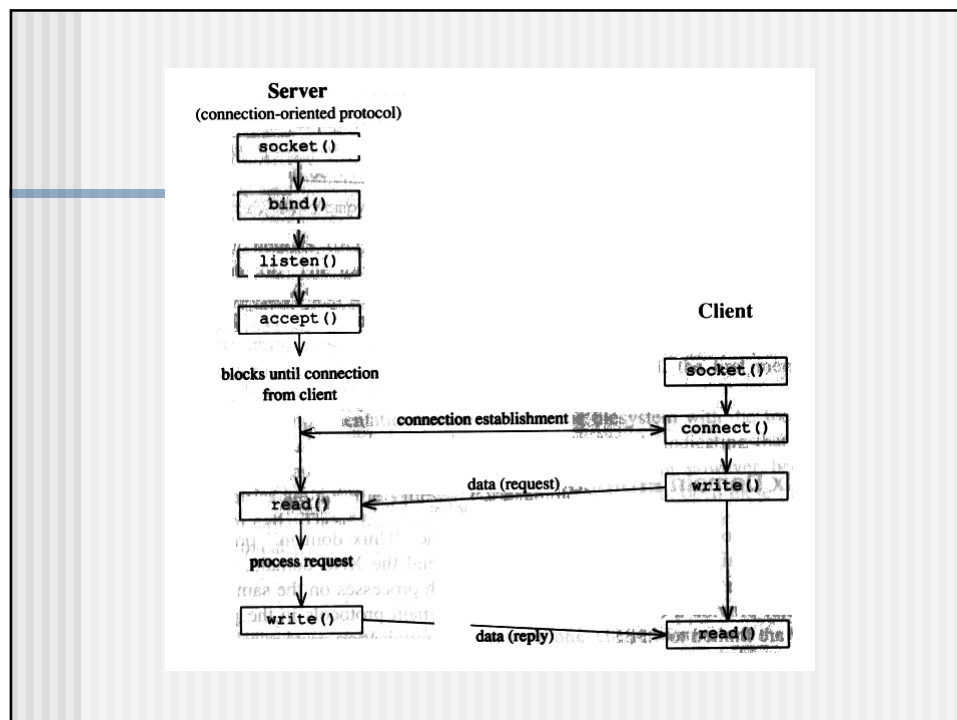 Server
(connection-oriented protocol)
socket()
bind()
listen()
accept()
blocks until connection
from client
Client
socket()
connection establishment
connect()
data (request)
write()
read()
process request
write()
data (reply)
read()